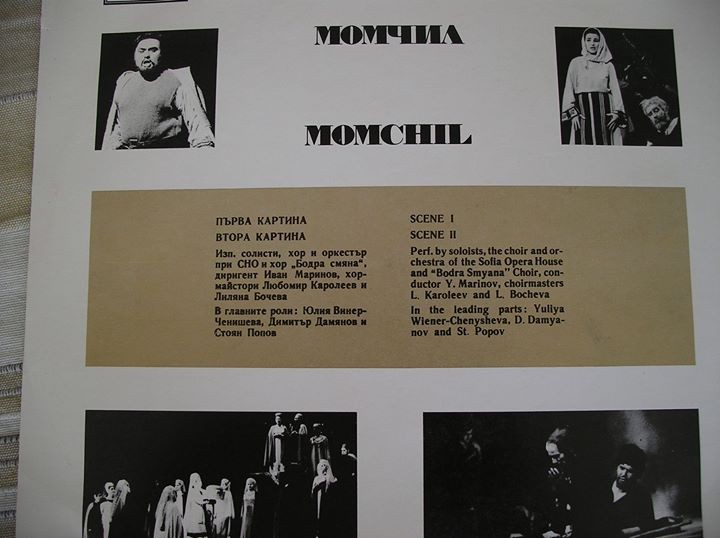 МОМЧИЛ
MOMCHIL
ПЪРВА КАРТИНА
ВТОРА КАРТИНА
Изп. солисти, хор и оркестър
при СНО и хор „Бодра смяна“,
диригент Иван Маринов, хор-
майстори Любомир Каролеев и
Лиляна Бочева
В главните роли: Юлия Винер-
Ченишева, Димитър Дамянов и
Стоян Попов
SCENE I
SCENE II
Perf. by soloists, the choir and or-
chestra of the Sofia Opera House
and “Bodra Smyana” Choir, con-
ductor Y. Marinov, choirmasters
L. Karoleev and L. Bocheva
In the leading parts: Yuliya
Wiener-Chenysheva, D. Damya-
nov and St. Popov